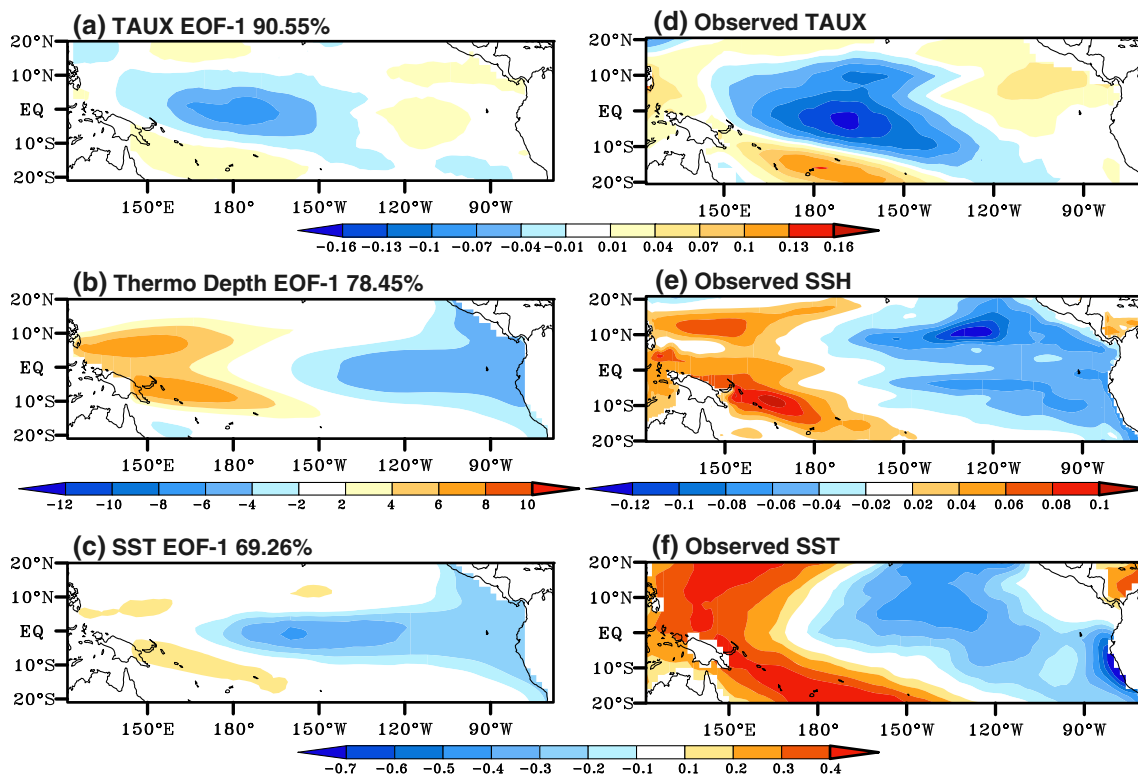 (a) TAUX EOF-1 90.55%
(d) Observed TAUX
20°N
10°N
EQ
10°S
20°S
150°E 180° 150°W 120°W 90°W
20°N
10°N
EQ
10°S
20°S
150°E 180° 150°W 120°W 90°W
-0.16 -0.13 -0.1 -0.07 -0.04 -0.01 0.01 0.04 0.07 0.1 0.13 0.16
(b) Thermo Depth EOF-1 78.45%
(e) Observed SSH
20°N
10°N
EQ
10°S
20°S
150°E 180° 150°W 120°W 90°W
20°N
10°N
EQ
10°S
20°S
150°E 180° 150°W 120°W 90°W
-12 -10 -8 -6 -4 -2 2 4 6 8 10
-0.12 -0.1 -0.08 -0.06 -0.04 -0.02 0.02 0.04 0.06 0.08 0.1
(c) SST EOF-1 69.26%
(f) Observed SST
20°N
10°N
EQ
10°S
20°S
150°E 180° 150°W 120°W 90°W
20°N
10°N
EQ
10°S
20°S
150°E 180° 150°W 120°W 90°W
-0.7 -0.6 -0.5 -0.4 -0.3 -0.2 -0.1 0.1 0.2 0.3 0.4